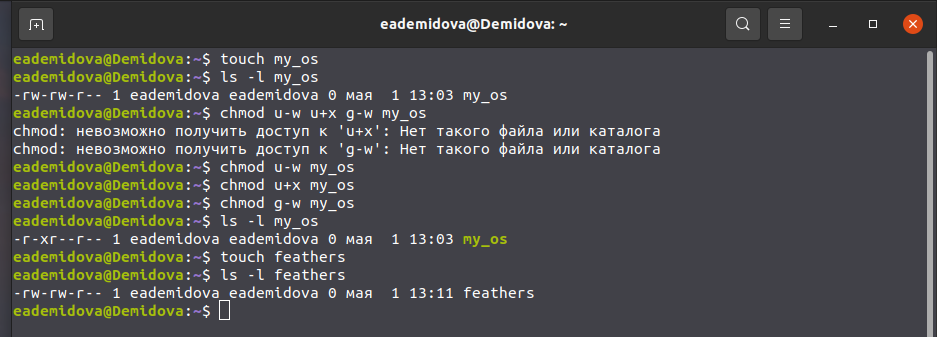 eademidova@Demidova: ~
eademidova@Demidova:~$ touch my_os
eademidova@Demidova:~$ ls -l my_os
-rw-rw-r-- 1 eademidova eademidova 0 мая  1 13:03 my_os
eademidova@Demidova:~$ chmod u-w u+x g-w my_os
chmod: невозможно получить доступ к 'u+x': Нет такого файла или каталога
chmod: невозможно получить доступ к 'g-w': Нет такого файла или каталога
eademidova@Demidova:~$ chmod u-w my_os
eademidova@Demidova:~$ chmod u+x my_os
eademidova@Demidova:~$ chmod g-w my_os
eademidova@Demidova:~$ ls -l my_os
-r-xr--r-- 1 eademidova eademidova 0 мая  1 13:03 my_os
eademidova@Demidova:~$ touch feathers
eademidova@Demidova:~$ ls -l feathers
-rw-rw-r-- 1 eademidova eademidova 0 мая  1 13:11 feathers
eademidova@Demidova:~$